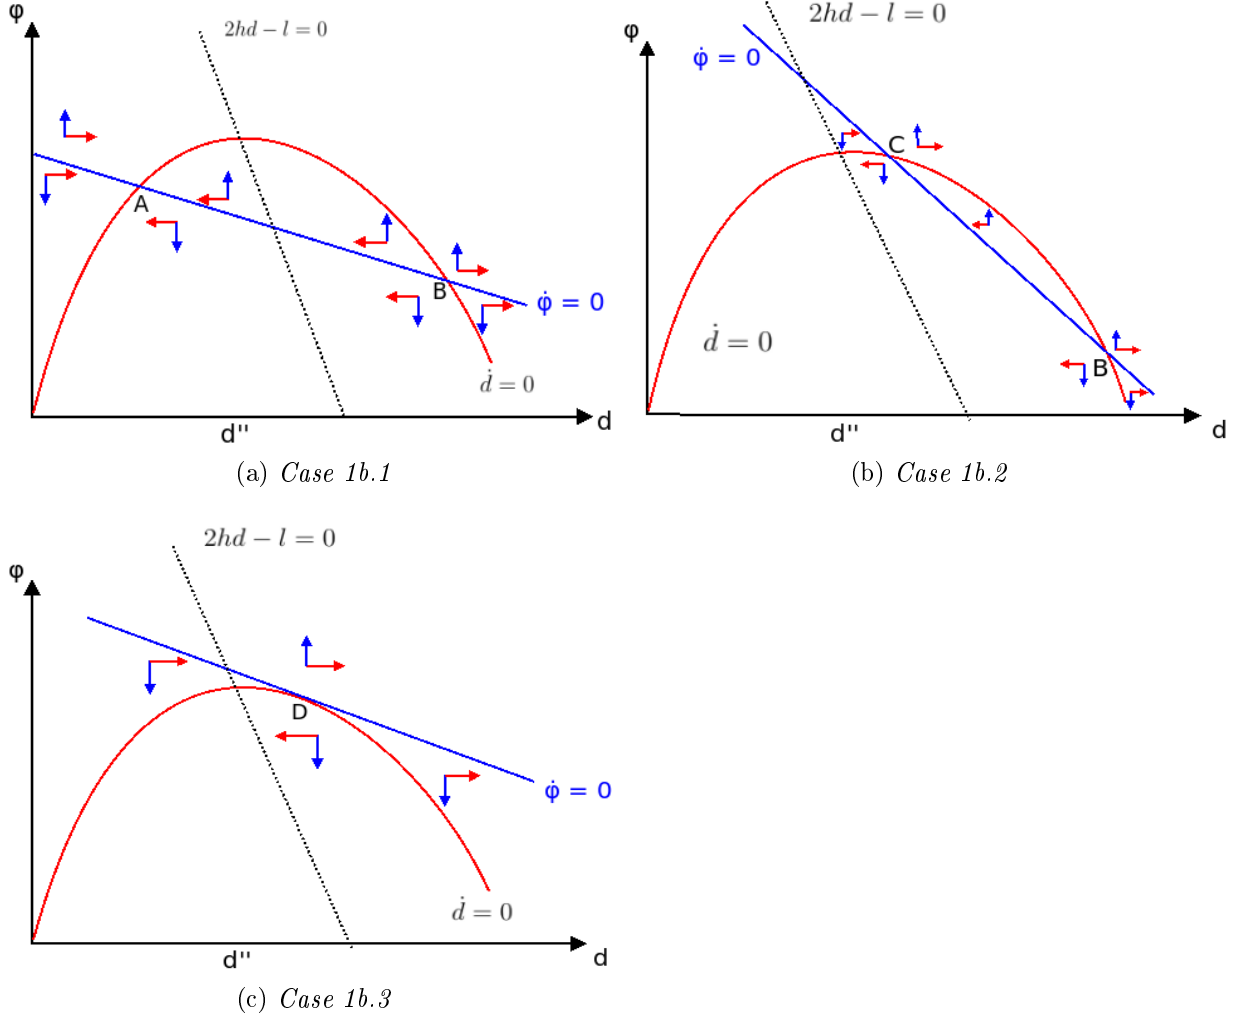 φ
2hd − l = 0
A
B
φ̇ = 0
ḋ = 0
d''
d
(a) Case 1b.1
2hd − l = 0
φ
φ̇ = 0
C
ḋ = 0
B
d''
d
(b) Case 1b.2
2hd − l = 0
φ
D
φ̇ = 0
ḋ = 0
d''
d
(c) Case 1b.3